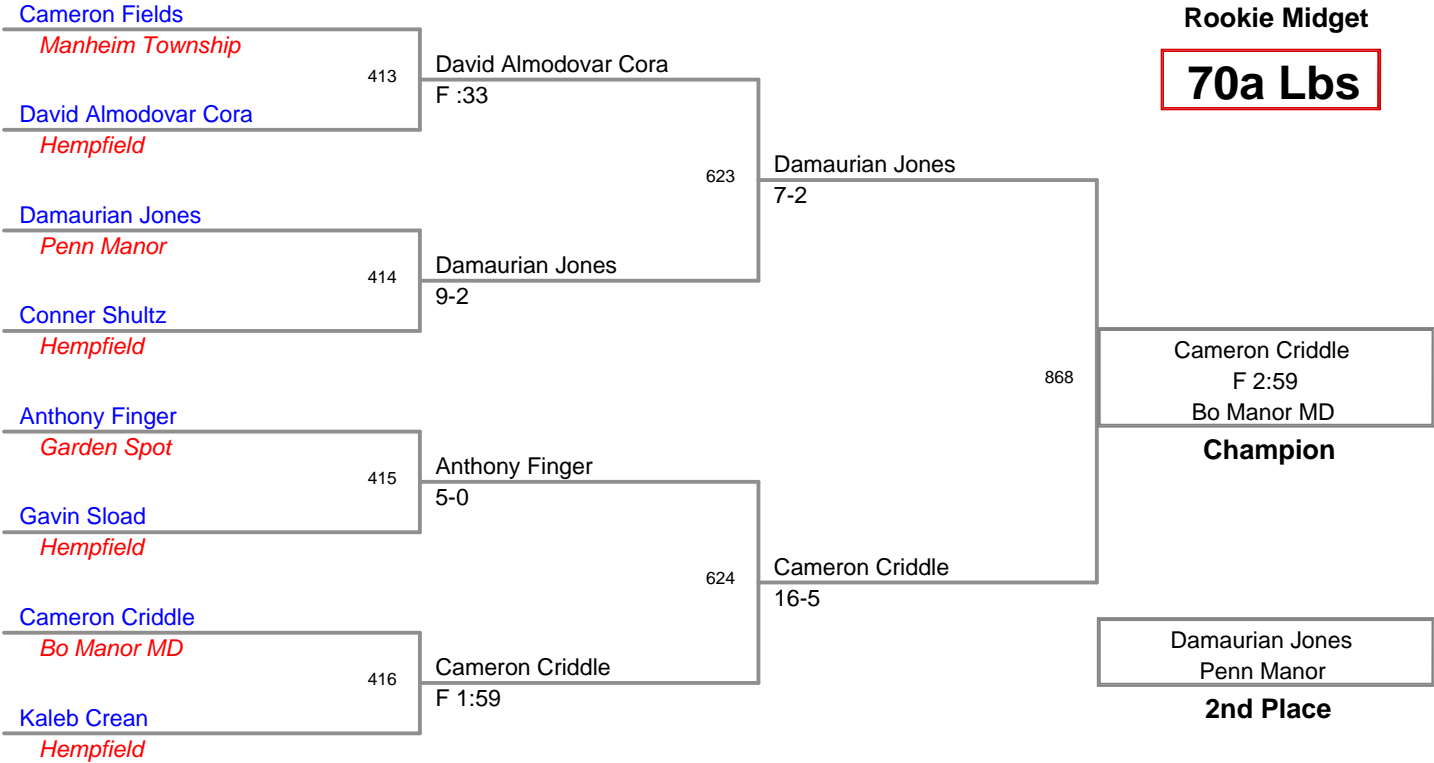 Cameron Fields
Manheim Township
413
David Almodovar Cora
F :33
David Almodovar Cora
Hempfield
623
Damaurian Jones
7-2
Damaurian Jones
Penn Manor
414
Damaurian Jones
9-2
Conner Shultz
Hempfield
868
Anthony Finger
Garden Spot
415
Anthony Finger
5-0
Gavin Sload
Hempfield
624
Cameron Criddle
16-5
Cameron Criddle
Bo Manor MD
416
Cameron Criddle
F 1:59
Kaleb Crean
Hempfield
Rookie Midget
70a Lbs
Cameron Criddle
F 2:59
Bo Manor MD
Champion
Damaurian Jones
Penn Manor
2nd Place